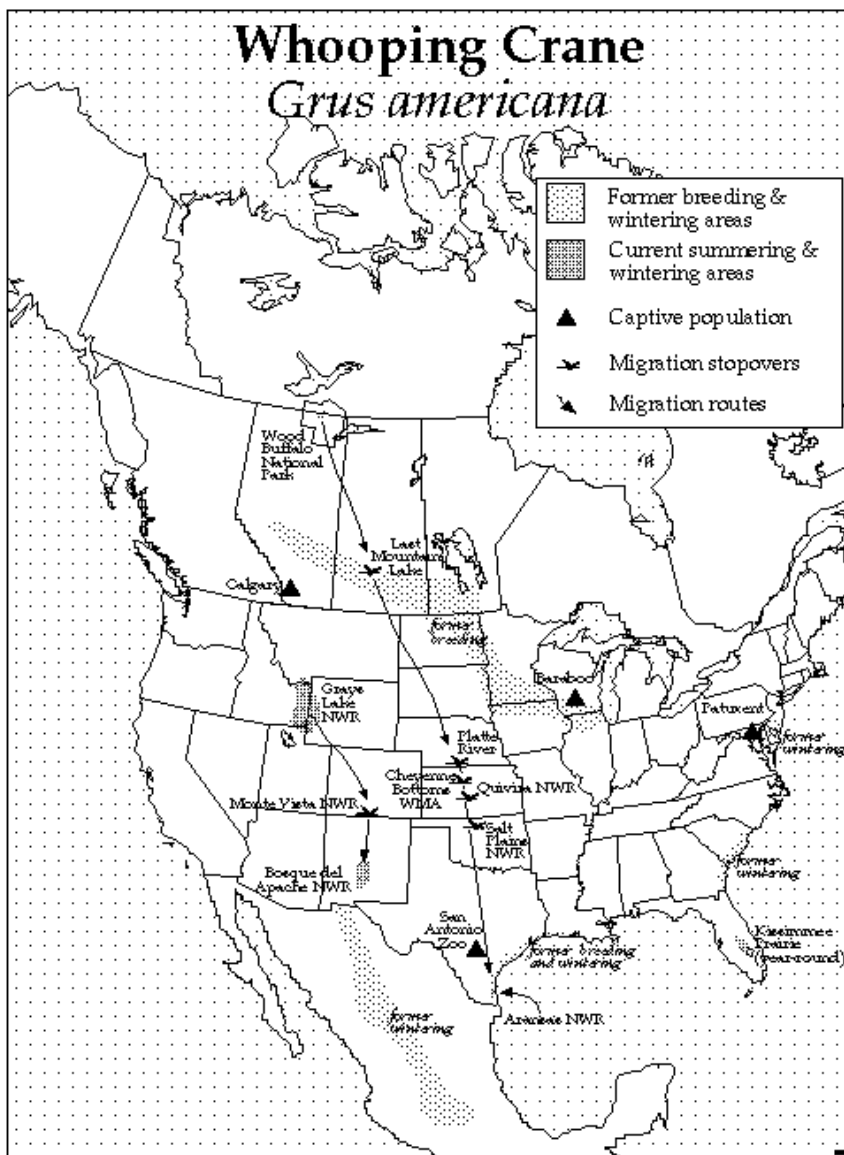 Whooping Crane
Grus americana
Former breeding &
wintering areas
Current summering &
wintering areas
Captive population
Migration stopovers
Migration routes
Wood
Buffalo
National
Park
Last
Mountain
Lake
Calgary
former
breeding
Baraboo
Grays
Lake
NWR
Patuxent
former
wintering
Platte
River
Cheyenne
Bottoms
WMA
Quivira NWR
Monte Vista NWR
Salt
Plains
NWR
Bosque del
Apache NWR
former
wintering
San
Antonio
Zoo
former breeding
and wintering
Kissimmee
Prairie
(year-round)
former
wintering
Aransas NWR